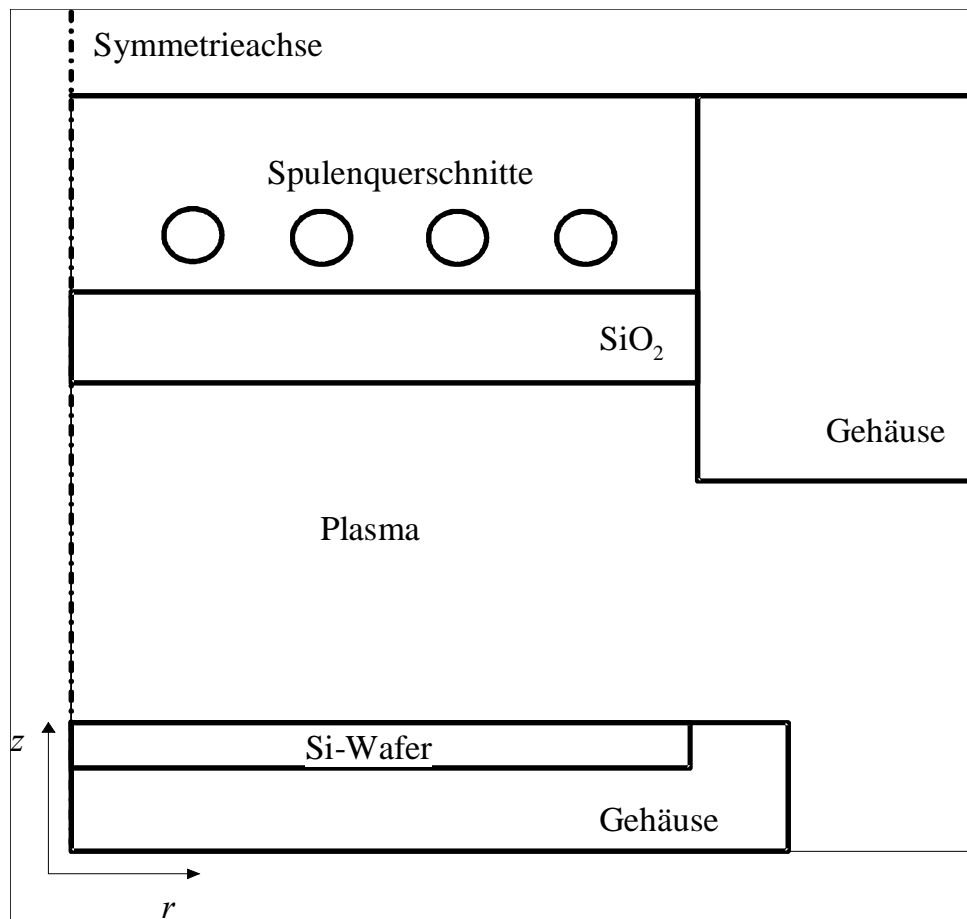 Symmetrieachse
Spulenquerschnitte
SiO₂
Gehäuse
Plasma
z
Si-Wafer
Gehäuse
r